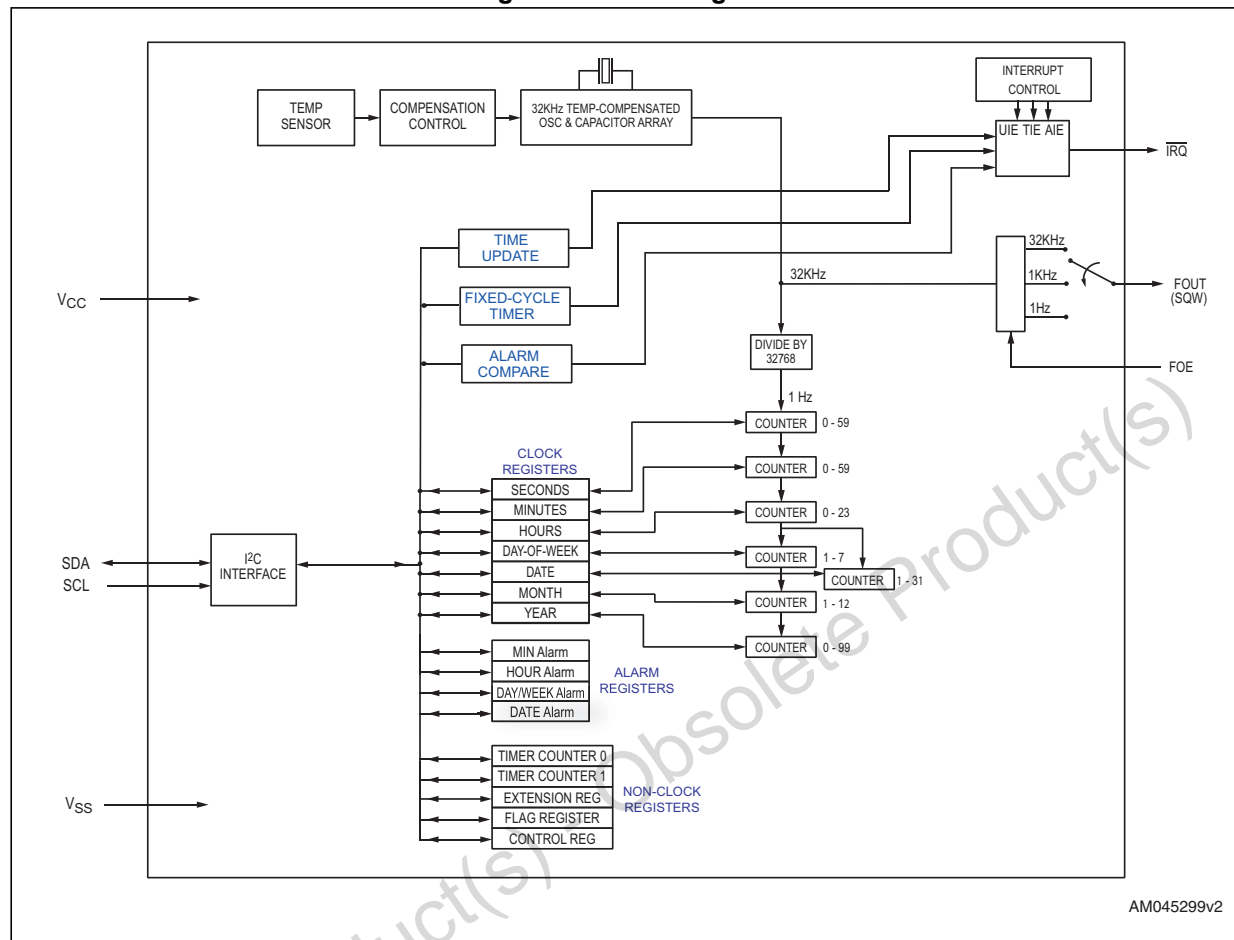 TEMP
SENSOR
COMPENSATION
CONTROL
32KHz TEMP-COMPENSATED
OSC & CAPACITOR ARRAY
INTERRUPT
CONTROL
UIE TIE AIE
IRQ
TIME
UPDATE
FIXED-CYCLE
TIMER
ALARM
COMPARE
32KHz
32KHz
1KHz
1Hz
FOUT
(SQW)
FOE
VCC
DIVIDE BY
32768
1 Hz
COUNTER 0 - 59
COUNTER 0 - 59
COUNTER 0 - 23
COUNTER 1 - 7
COUNTER 1 - 31
COUNTER 1 - 12
COUNTER 0 - 99
CLOCK
REGISTERS
SECONDS
MINUTES
HOURS
DAY-OF-WEEK
DATE
MONTH
YEAR
SDA
SCL
I2C
INTERFACE
MIN Alarm
HOUR Alarm
DAY/WEEK Alarm
DATE Alarm
ALARM
REGISTERS
TIMER COUNTER 0
TIMER COUNTER 1
EXTENSION REG
FLAG REGISTER
CONTROL REG
NON-CLOCK
REGISTERS
VSS
AM045299v2
duct(s) - Obsolete Product(s)